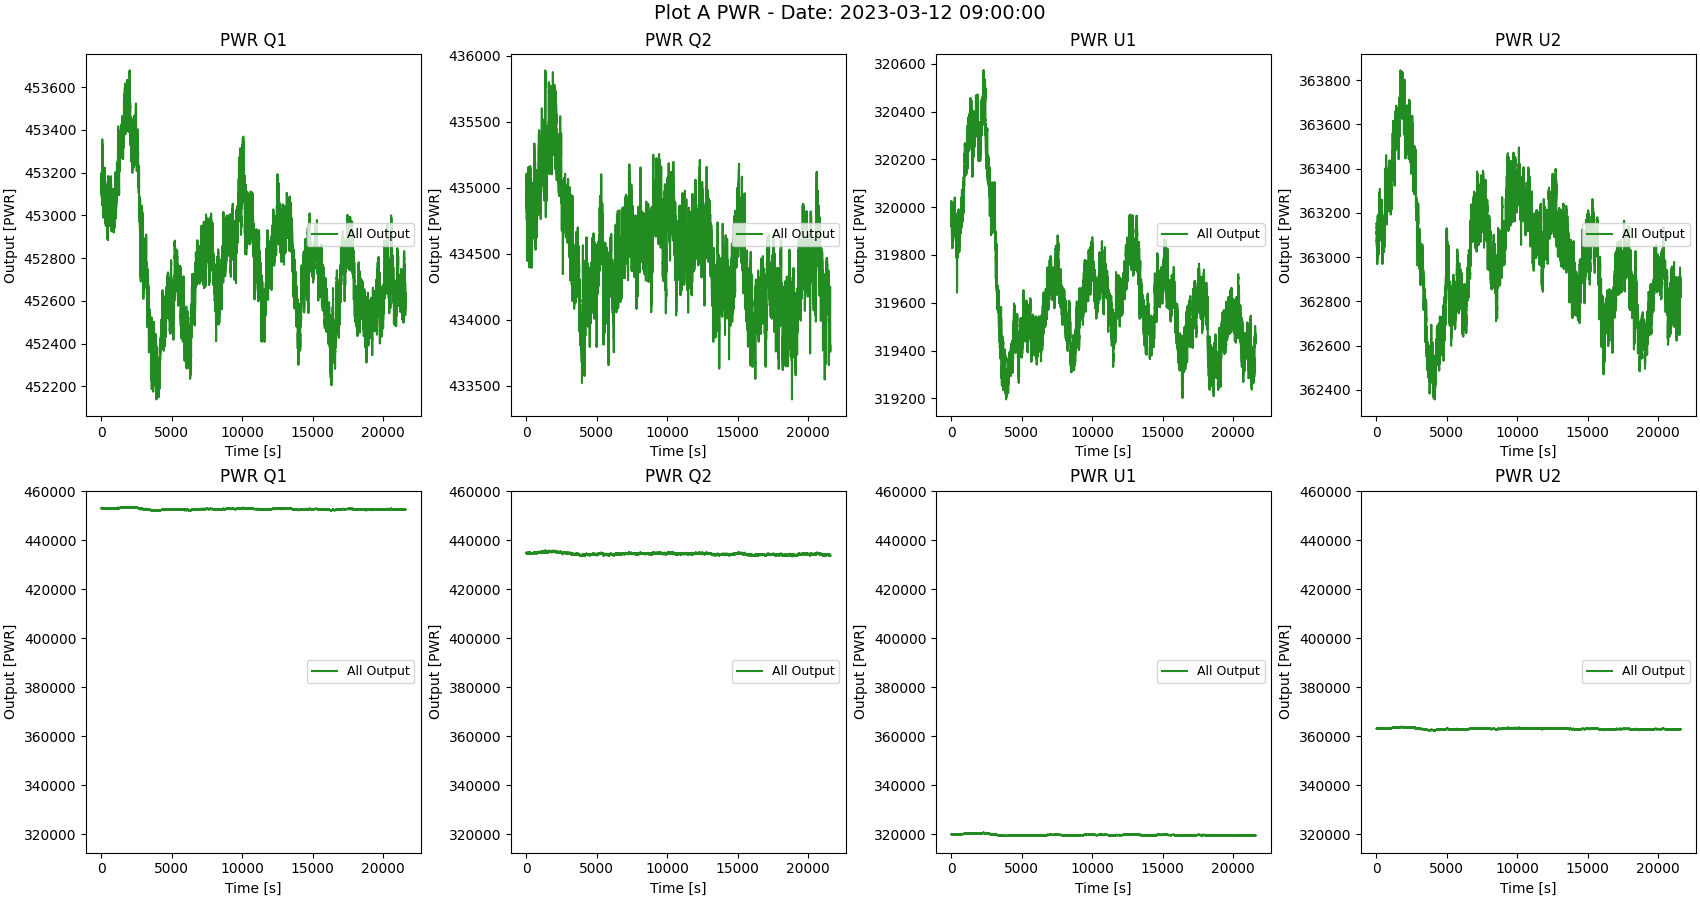 Plot A PWR - Date: 2023-03-12 09:00:00
PWR Q1
453600
453400
453200
453000
452800
452600
452400
452200
Output [PWR]
All Output
0 5000 10000 15000 20000
Time [s]
PWR Q2
436000
435500
435000
434500
434000
433500
Output [PWR]
All Output
0 5000 10000 15000 20000
Time [s]
PWR U1
320600
320400
320200
320000
319800
319600
319400
319200
Output [PWR]
All Output
0 5000 10000 15000 20000
Time [s]
PWR U2
363800
363600
363400
363200
363000
362800
362600
362400
Output [PWR]
All Output
0 5000 10000 15000 20000
Time [s]
PWR Q1
460000
440000
420000
400000
380000
360000
340000
320000
Output [PWR]
All Output
0 5000 10000 15000 20000
Time [s]
PWR Q2
460000
440000
420000
400000
380000
360000
340000
320000
Output [PWR]
All Output
0 5000 10000 15000 20000
Time [s]
PWR U1
460000
440000
420000
400000
380000
360000
340000
320000
Output [PWR]
All Output
0 5000 10000 15000 20000
Time [s]
PWR U2
460000
440000
420000
400000
380000
360000
340000
320000
Output [PWR]
All Output
0 5000 10000 15000 20000
Time [s]